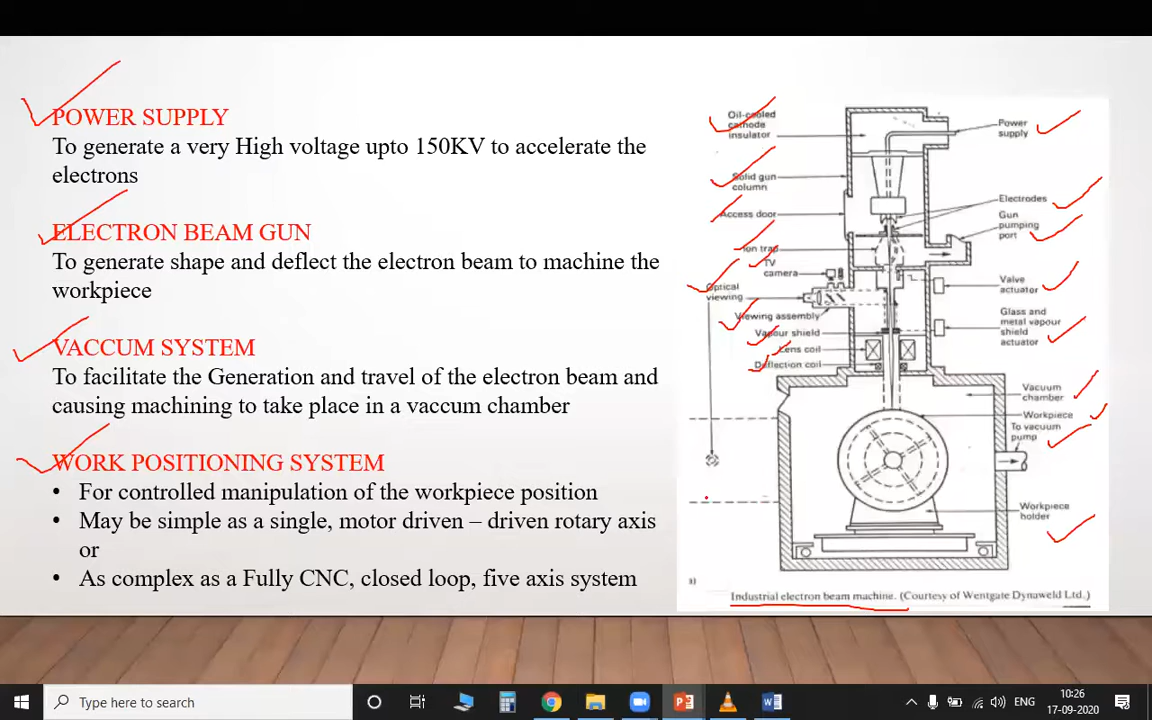 POWER SUPPLY
To generate a very High voltage upto 150KV to accelerate the
electrons
ELECTRON BEAM GUN
To generate shape and deflect the electron beam to machine the
workpiece
VACCUM SYSTEM
To facilitate the Generation and travel of the electron beam and
causing machining to take place in a vaccum chamber
WORK POSITIONING SYSTEM
• For controlled manipulation of the workpiece position
• May be simple as a single, motor driven – driven rotary axis
or
• As complex as a Fully CNC, closed loop, five axis system
Oil-cooled
cathode
insulator
Solid gun
column
Access door
Ion trap
TV
camera
Optical
viewing
Viewing assembly
Vapour shield
Lens coil
Deflection coil
Power
supply
Electrodes
Gun
pumping
port
Valve
actuator
Glass and
metal vapour
shield
actuator
Vacuum
chamber
Workpiece
To vacuum
pump
Workpiece
holder
Industrial electron beam machine. (Courtesy of Wentgate Dynaweld Ltd.)
Type here to search
ENG
10:26
17-09-2020